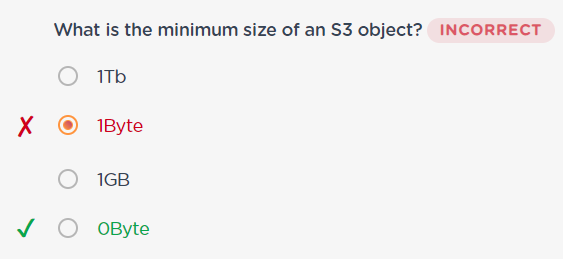 What is the minimum size of an S3 object? INCORRECT
1Tb
1Byte
1GB
0Byte